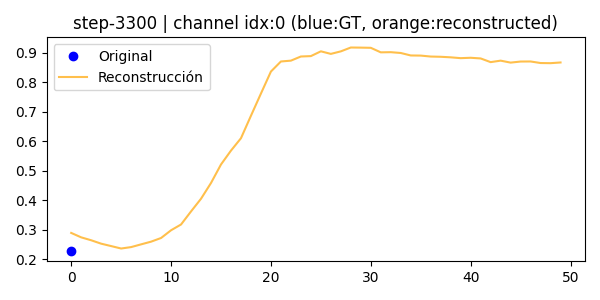 step-3300 | channel idx:0 (blue:GT, orange:reconstructed)
Original
Reconstrucción
0.9
0.8
0.7
0.6
0.5
0.4
0.3
0.2
0 10 20 30 40 50